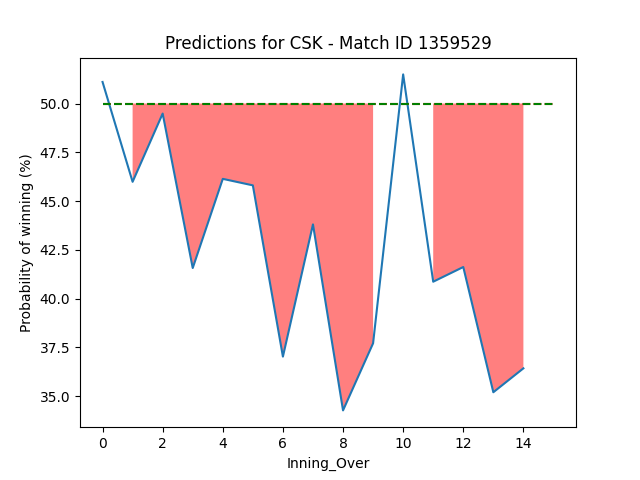 Predictions for CSK - Match ID 1359529
Probability of winning (%)
50.0
47.5
45.0
42.5
40.0
37.5
35.0
0 2 4 6 8 10 12 14
Inning_Over